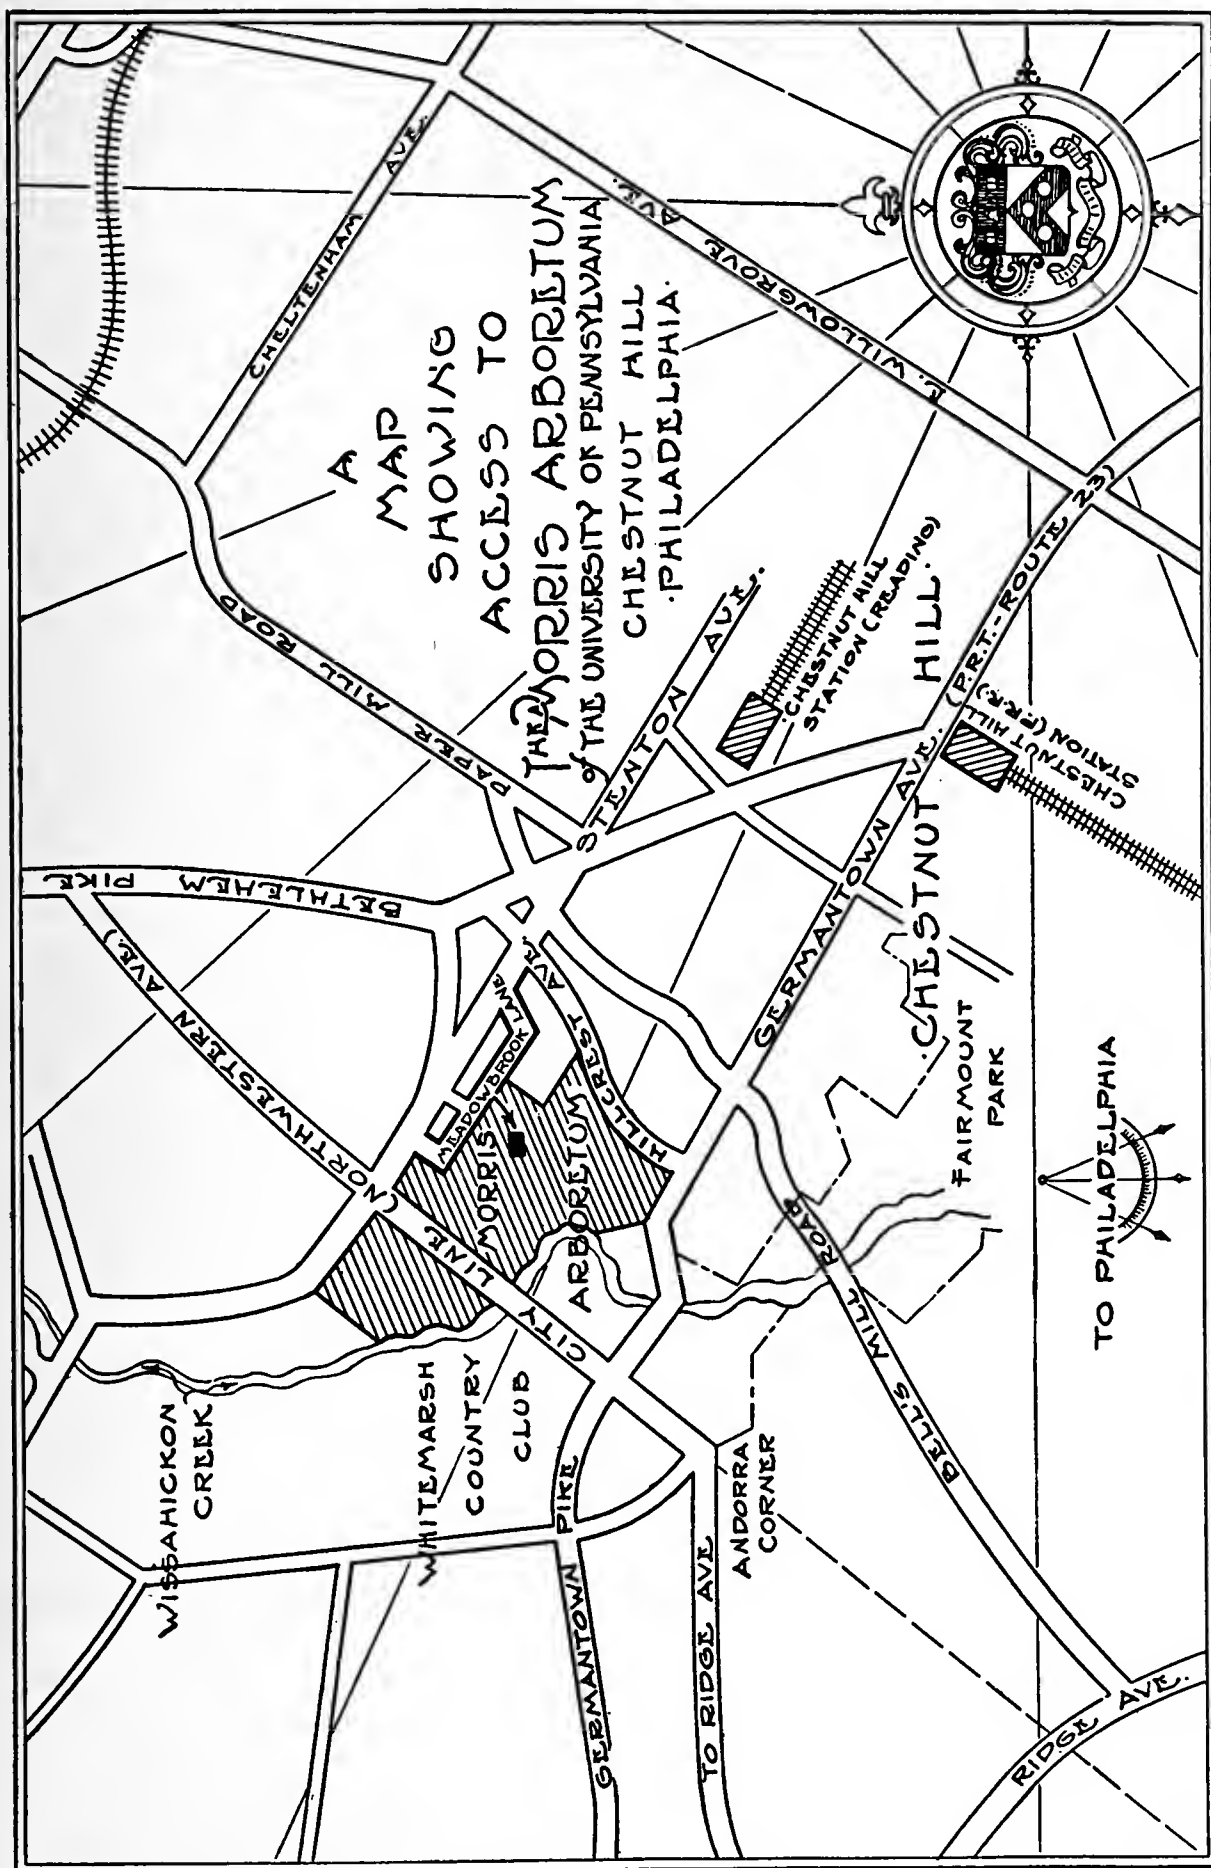 A
MAP
SHOWING
ACCESS TO
THE MORRIS ARBORETUM
of THE UNIVERSITY OF PENNSYLVANIA
CHESTNUT HILL
·PHILADELPHIA·
CHELTENHAM AVE.
E. WILLOWGROVE AVE.
PAPER MILL ROAD
STENTON AVE.
·CHESTNUT HILL
STATION (READING)
BETHLEHEM PIKE
(NORTHWESTERN AVE.)
CITY LINE
MEADOWBROOK LANE
HILLCREST AVE.
MORRIS
ARBORETUM
GERMANTOWN AVE. (P.R.T.-ROUTE 23)
·CHESTNUT HILL·
CHESTNUT HILL
STATION (P.R.R.)
FAIRMOUNT
PARK
WISSAHICKON
CREEK
WHITEMARSH
COUNTRY
CLUB
GERMANTOWN PIKE
TO RIDGE AVE
ANDORRA
CORNER
BELL'S MILL ROAD
RIDGE AVE.
TO PHILADELPHIA